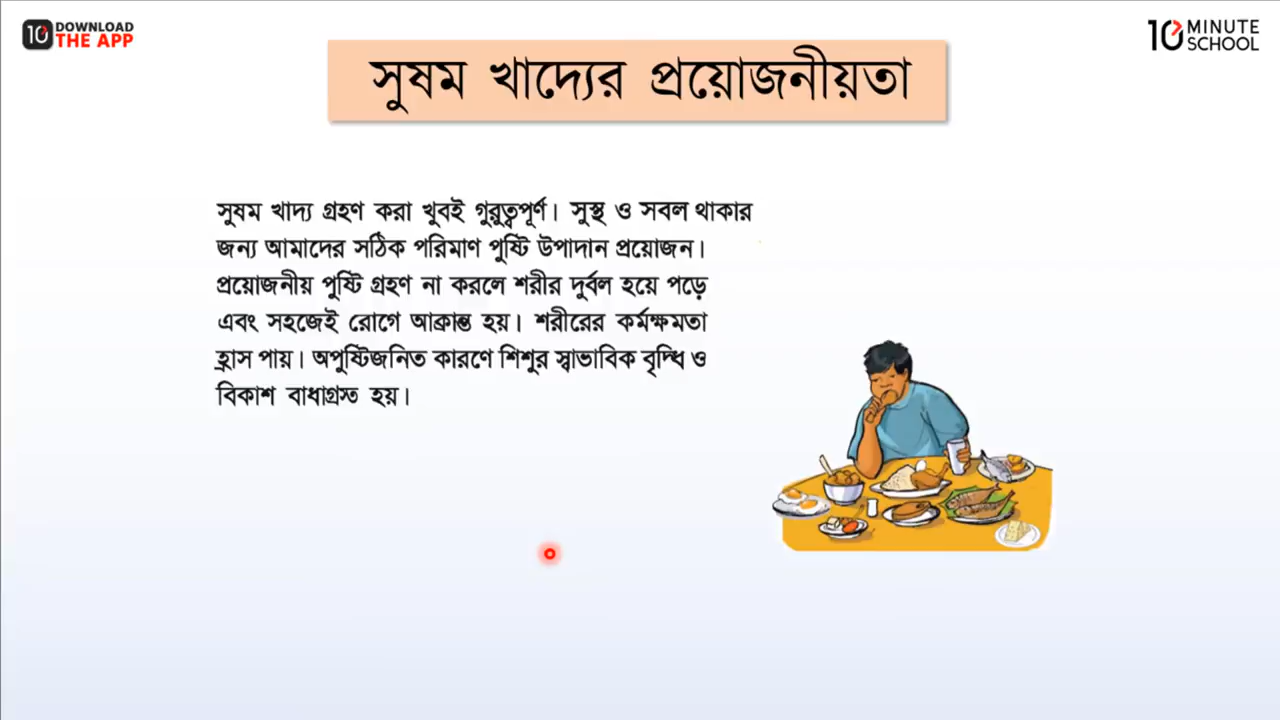 10 DOWNLOAD
THE APP
10 MINUTE
SCHOOL
সুষম খাদ্যের প্রয়োজনীয়তা
সুষম খাদ্য গ্রহণ করা খুবই গুরুত্বপূর্ণ। সুস্থ ও সবল থাকার
জন্য আমাদের সঠিক পরিমাণ পুষ্টি উপাদান প্রয়োজন।
প্রয়োজনীয় পুষ্টি গ্রহণ না করলে শরীর দুর্বল হয়ে পড়ে
এবং সহজেই রোগে আক্রান্ত হয়। শরীরের কর্মক্ষমতা
হ্রাস পায়। অপুষ্টিজনিত কারণে শিশুর স্বাভাবিক বৃদ্ধি ও
বিকাশ বাধাগ্রস্ত হয়।